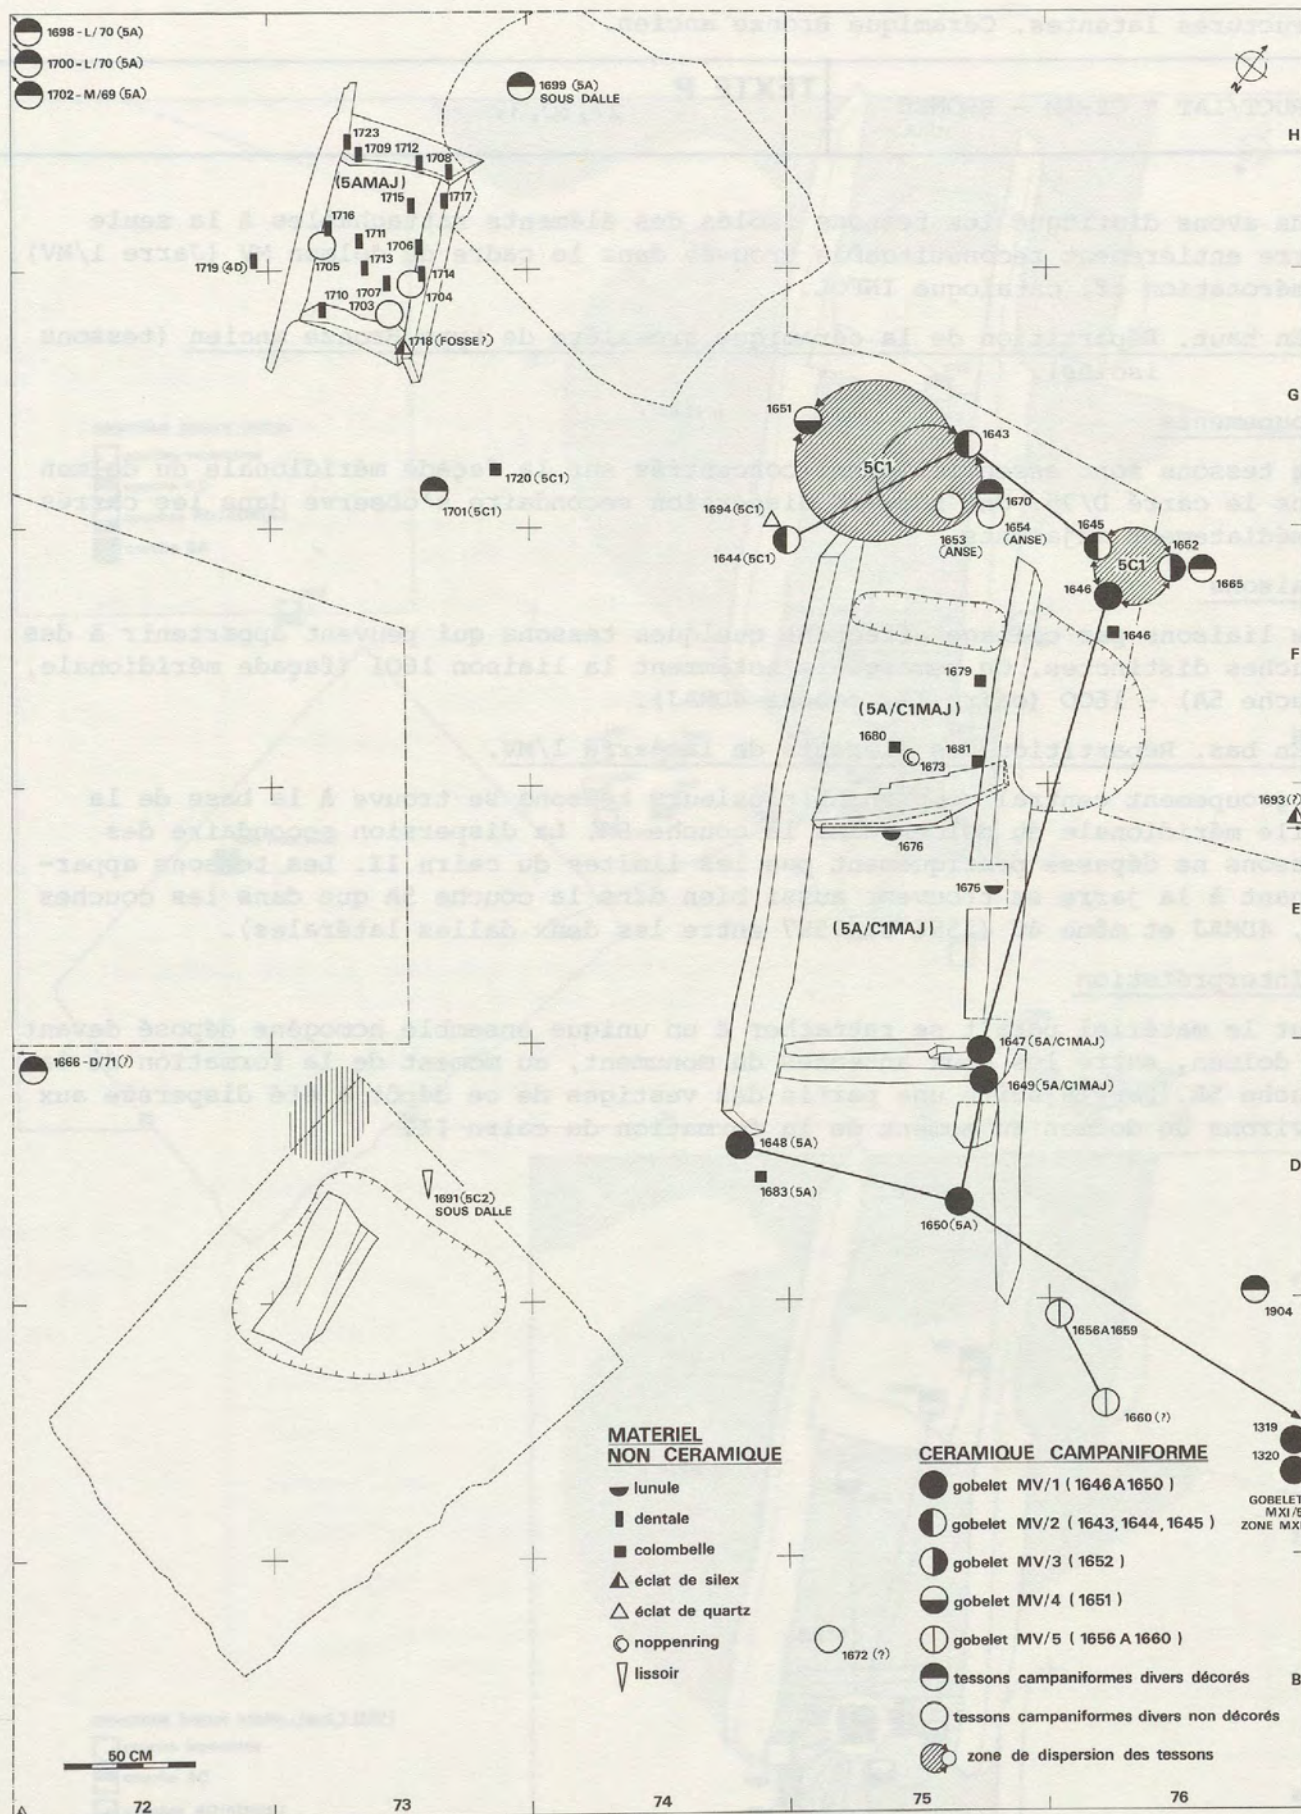 1698-L/70 (5A)
1700-L/70 (5A)
1702-M/69 (5A)
1699 (5A)
SOUS DALLE
N
H
1723
1709 1712
1708
(5AMAJ)
1717
1715
1716
1711
1706
1705
1713
1714
1719 (4D)
1710
1707
1704
1703
1718 (FOSSE?)
G
1651
1643
5C1
1720 (5C1)
1701 (5C1)
1670
1694 (5C1)
1654
(ANSE)
1653
(ANSE)
1644 (5C1)
1645
1652
5C1
1665
1646
1646
F
1679
(5A/C1MAJ)
1680
1681
1673
1693 (?)
1676
1675
E
(5A/C1MAJ)
1647 (5A/C1MAJ)
1666-D/71 (?)
1649 (5A/C1MAJ)
1648 (5A)
D
1683 (5A)
1691 (5C2)
SOUS DALLE
1650 (5A)
1904
1656A1659
1660 (?)
1319
1320
GOBELET
ZONE MXI
MATERIEL
NON CERAMIQUE
lunule
dentale
colombelle
éclat de silex
éclat de quartz
noppenring
lissoir
CERAMIQUE CAMPANIFORME
gobelet MV/1 (1646 A 1650)
gobelet MV/2 (1643, 1644, 1645)
gobelet MV/3 (1652)
gobelet MV/4 (1651)
gobelet MV/5 (1656 A 1660)
tessons campaniformes divers décorés
tessons campaniformes divers non décorés
zone de dispersion des tessons
1672 (?)
B
50 CM
72 73 74 75 76